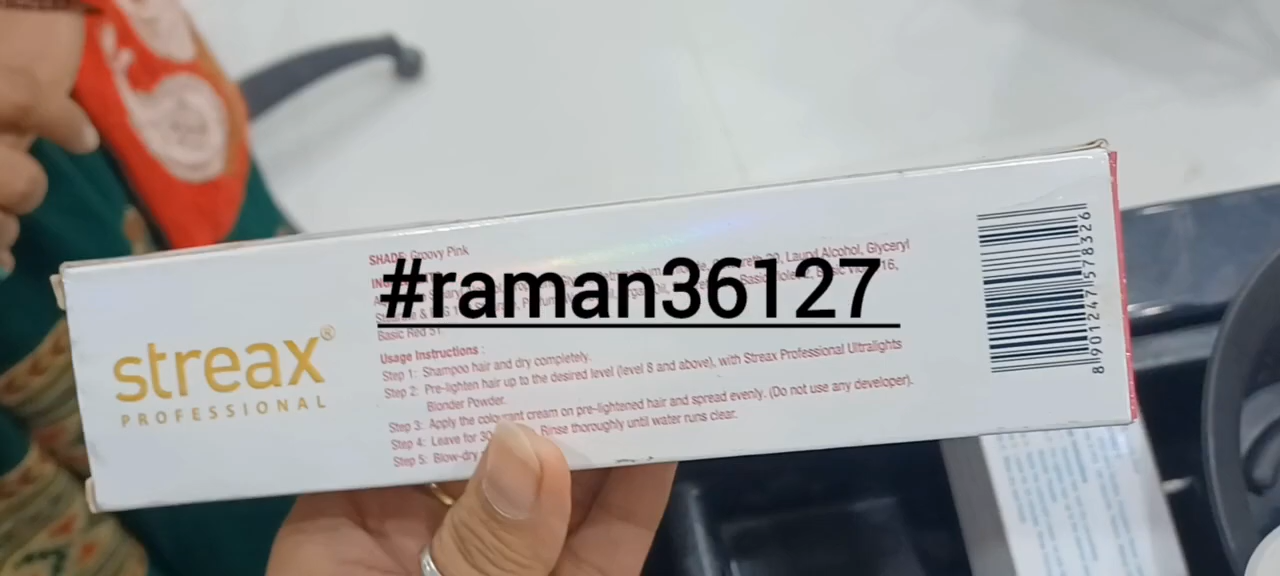 streax®
PROFESSIONAL
SHADE: Groovy Pink
#raman36127
Lauryl Alcohol, Glyceryl
Basic Red 51
Usage Instructions :
Step 1: Shampoo hair and dry completely.
Step 2: Pre-lighten hair up to the desired level (level 8 and above), with Streax Professional Ultralights
Blonder Powder.
Step 3: Apply the colourant cream on pre-lightened hair and spread evenly. (Do not use any developer).
Step 4: Leave for 30 Rinse thoroughly until water runs clear.
Step 5: Blow-dry
8901247578326